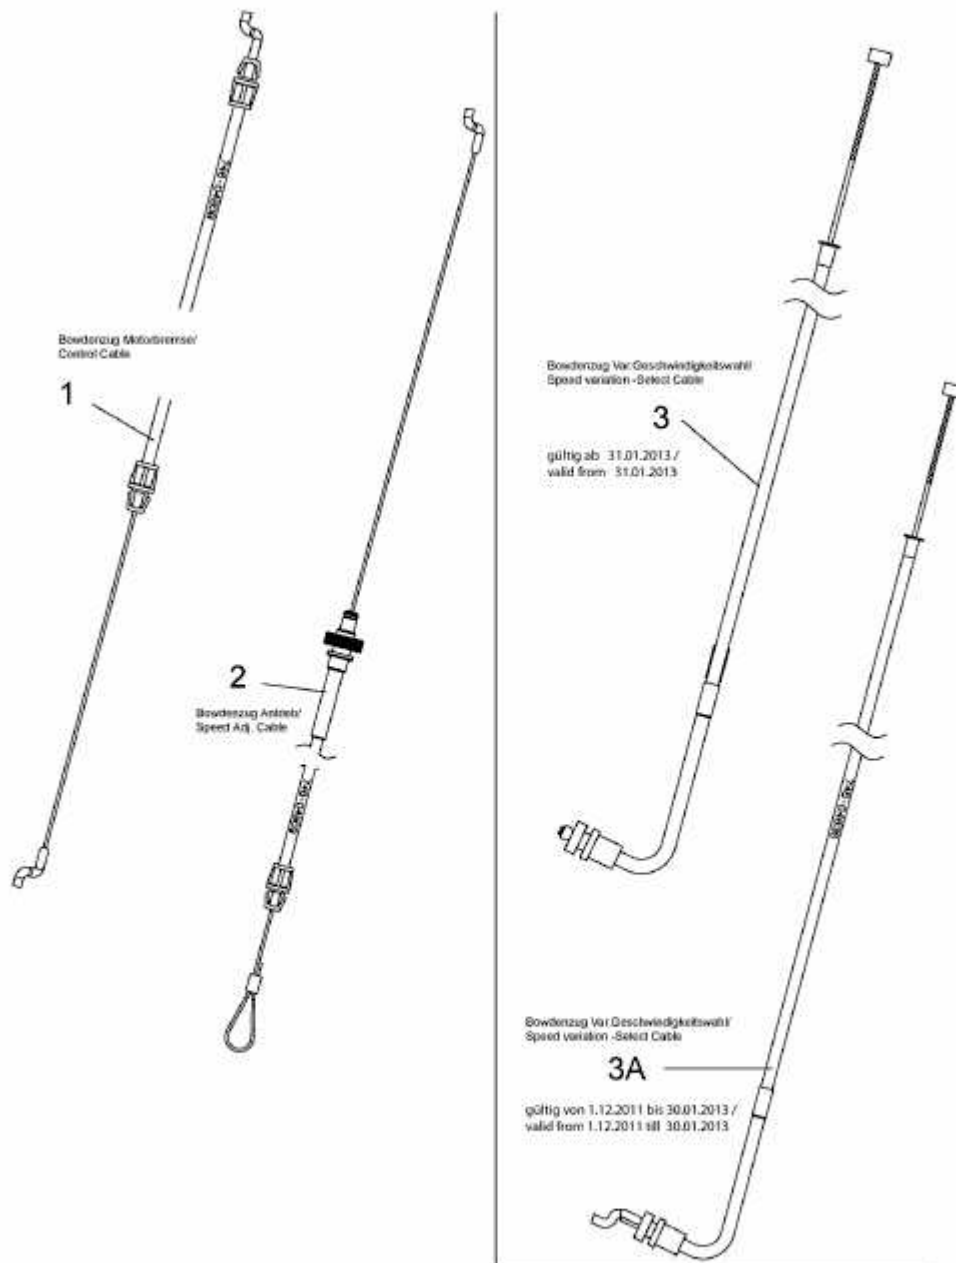 Bowdenzug Motorbremse/
Control Cable
1
2
Bowdenzug Antrieb/
Speed Adj. Cable
Bowdenzug Var.Geschwindigkeitswahl/
Speed variation -Select Cable
3
gültig ab 31.01.2013 /
valid from 31.01.2013
Bowdenzug Var.Geschwindigkeitswahl/
Speed variation -Select Cable
3A
gültig von 1.12.2011 bis 30.01.2013 /
valid from 1.12.2011 till 30.01.2013